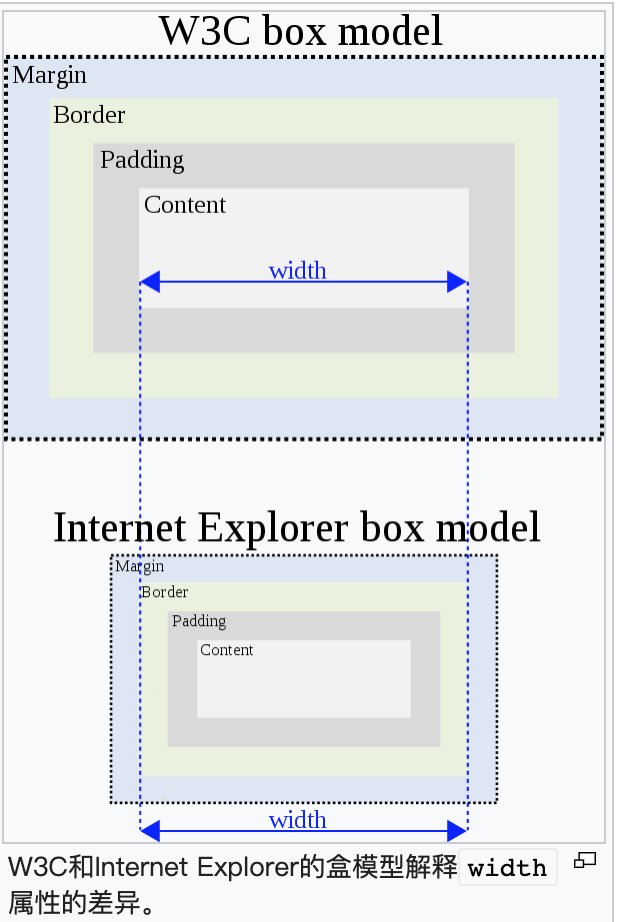 W3C box model
Margin
Border
Padding
Content
width
Internet Explorer box model
Margin
Border
Padding
Content
width
W3C和Internet Explorer的盒模型解释 width
属性的差异。